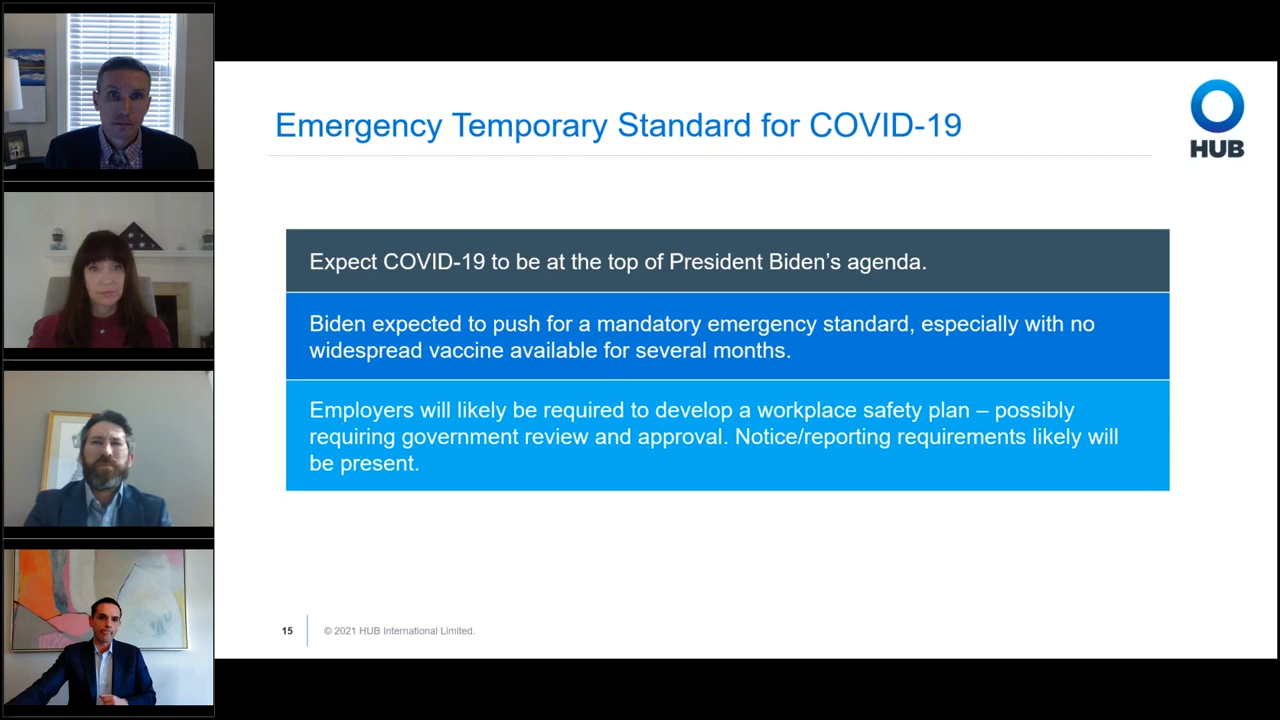 Emergency Temporary Standard for COVID-19
HUB
Expect COVID-19 to be at the top of President Biden’s agenda.
Biden expected to push for a mandatory emergency standard, especially with no
widespread vaccine available for several months.
Employers will likely be required to develop a workplace safety plan – possibly
requiring government review and approval. Notice/reporting requirements likely will
be present.
15
© 2021 HUB International Limited.